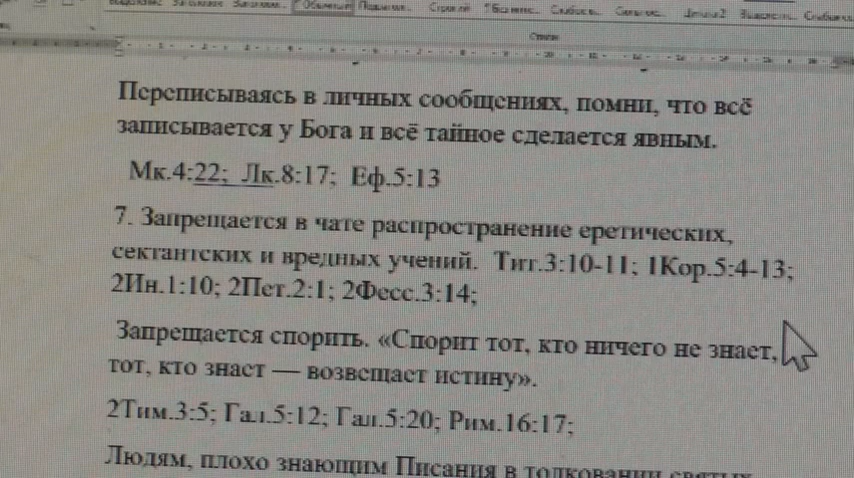 Переписываясь в личных сообщениях, помни, что всё
записывается у Бога и всё тайное сделается явным.
Мк.4:22; Лк.8:17; Еф.5:13
7. Запрещается в чате распространение еретических,
сектантских и вредных учений. Тит.3:10-11; 1Кор.5:4-13;
2Ин.1:10; 2Пет.2:1; 2Фесс.3:14;
Запрещается спорить. «Спорит тот, кто ничего не знает,
тот, кто знает — возвещает истину».
2Тим.3:5; Гал.5:12; Гал.5:20; Рим.16:17;
Людям, плохо знающим Писания в толковании святых